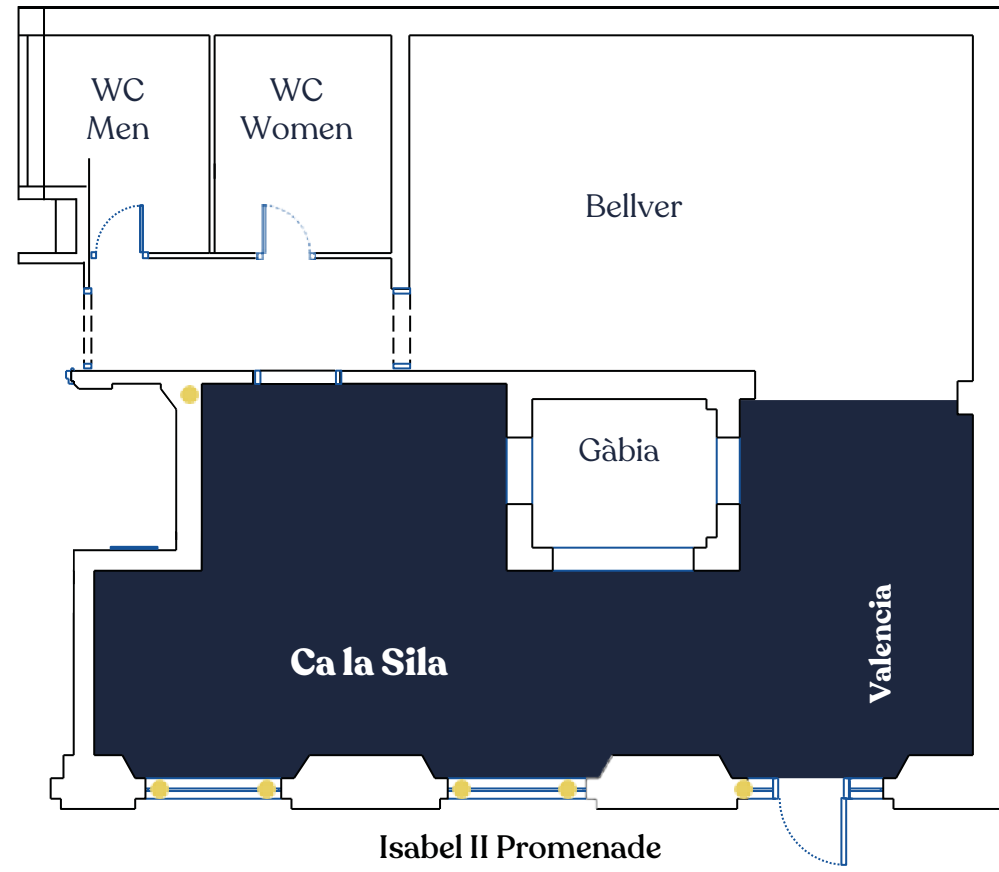 WC
Men
WC
Women
Bellver
Gàbia
Ca la Sila
Valencia
Isabel II Promenade